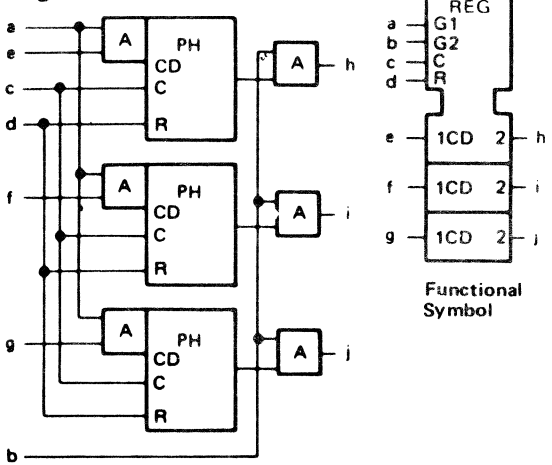 a
e
c
d
A
PH
CD
C
R
A
h
f
A
PH
CD
C
R
A
i
g
A
PH
CD
C
R
A
j
b
REG
a G1
b G2
c C
d R
e 1CD 2 h
f 1CD 2 i
g 1CD 2 j
Functional
Symbol